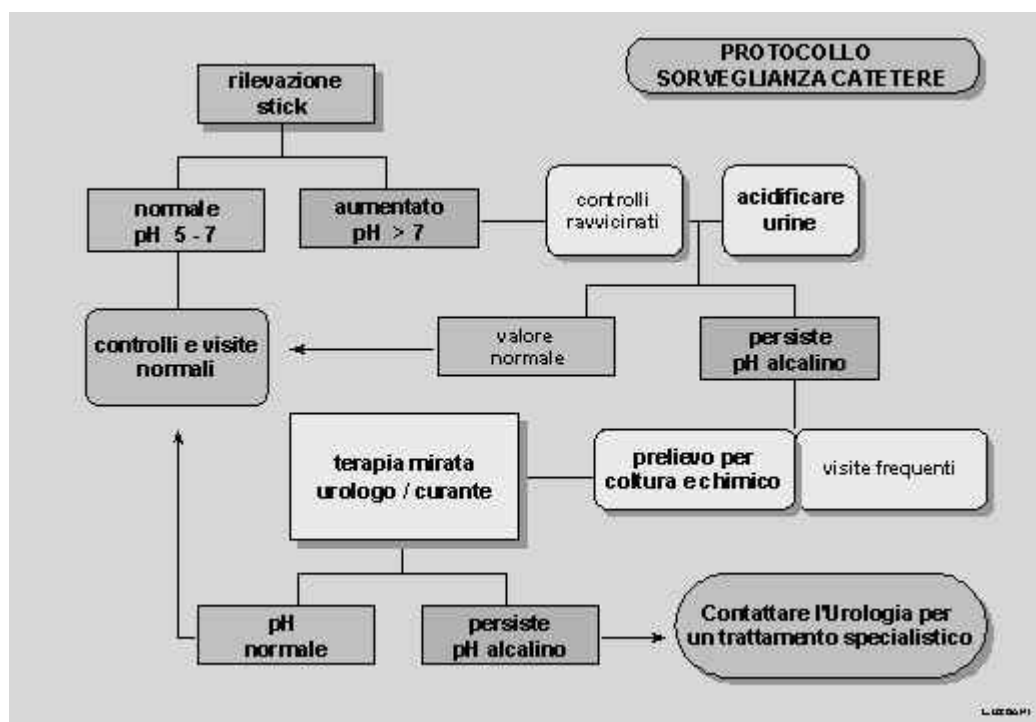 PROTOCOLLO
SORVEGLIANZA CATETERE
rilevazione
stick
normale
pH 5 - 7
aumentato
pH > 7
controlli
ravvicinati
acidificare
urine
controlli e visite
normali
valore
normale
persiste
pH alcalino
terapia mirata
urologo / curante
prelievo per
coltura e chimico
visite frequenti
pH
normale
persiste
pH alcalino
Contattare l'Urologia per
un trattamento specialistico